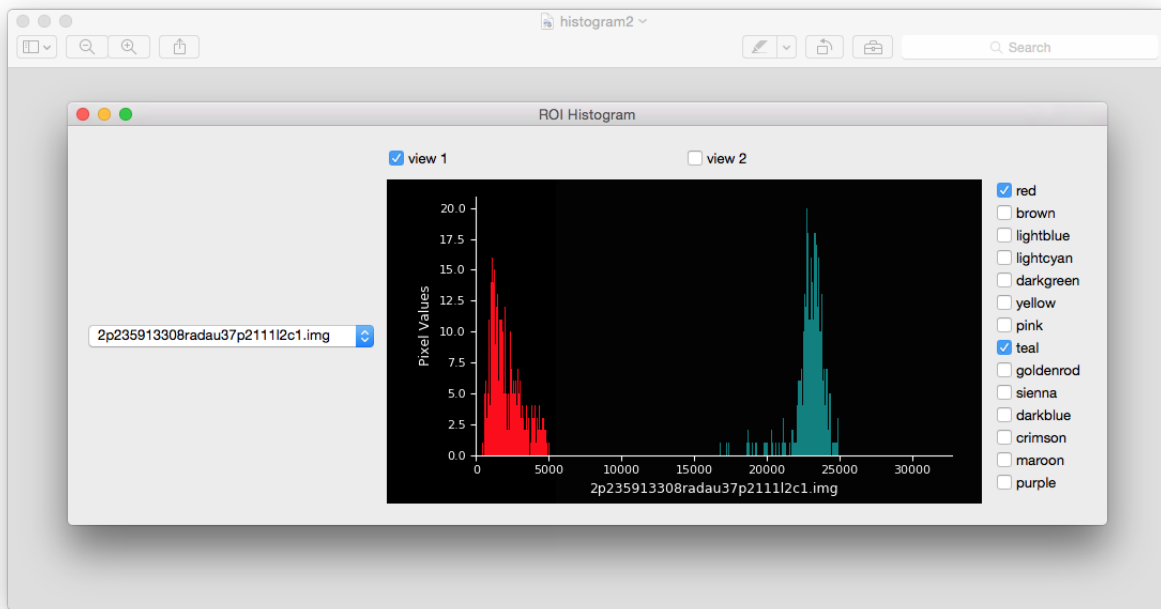 histogram2
Search
ROI Histogram
view 1
view 2
2p235913308radau37p2111l2c1.img
Pixel Values
20.0
17.5
15.0
12.5
10.0
7.5
5.0
2.5
0.0
0 5000 10000 15000 20000 25000 30000
2p235913308radau37p2111l2c1.img
red
brown
lightblue
lightcyan
darkgreen
yellow
pink
teal
goldenrod
sienna
darkblue
crimson
maroon
purple